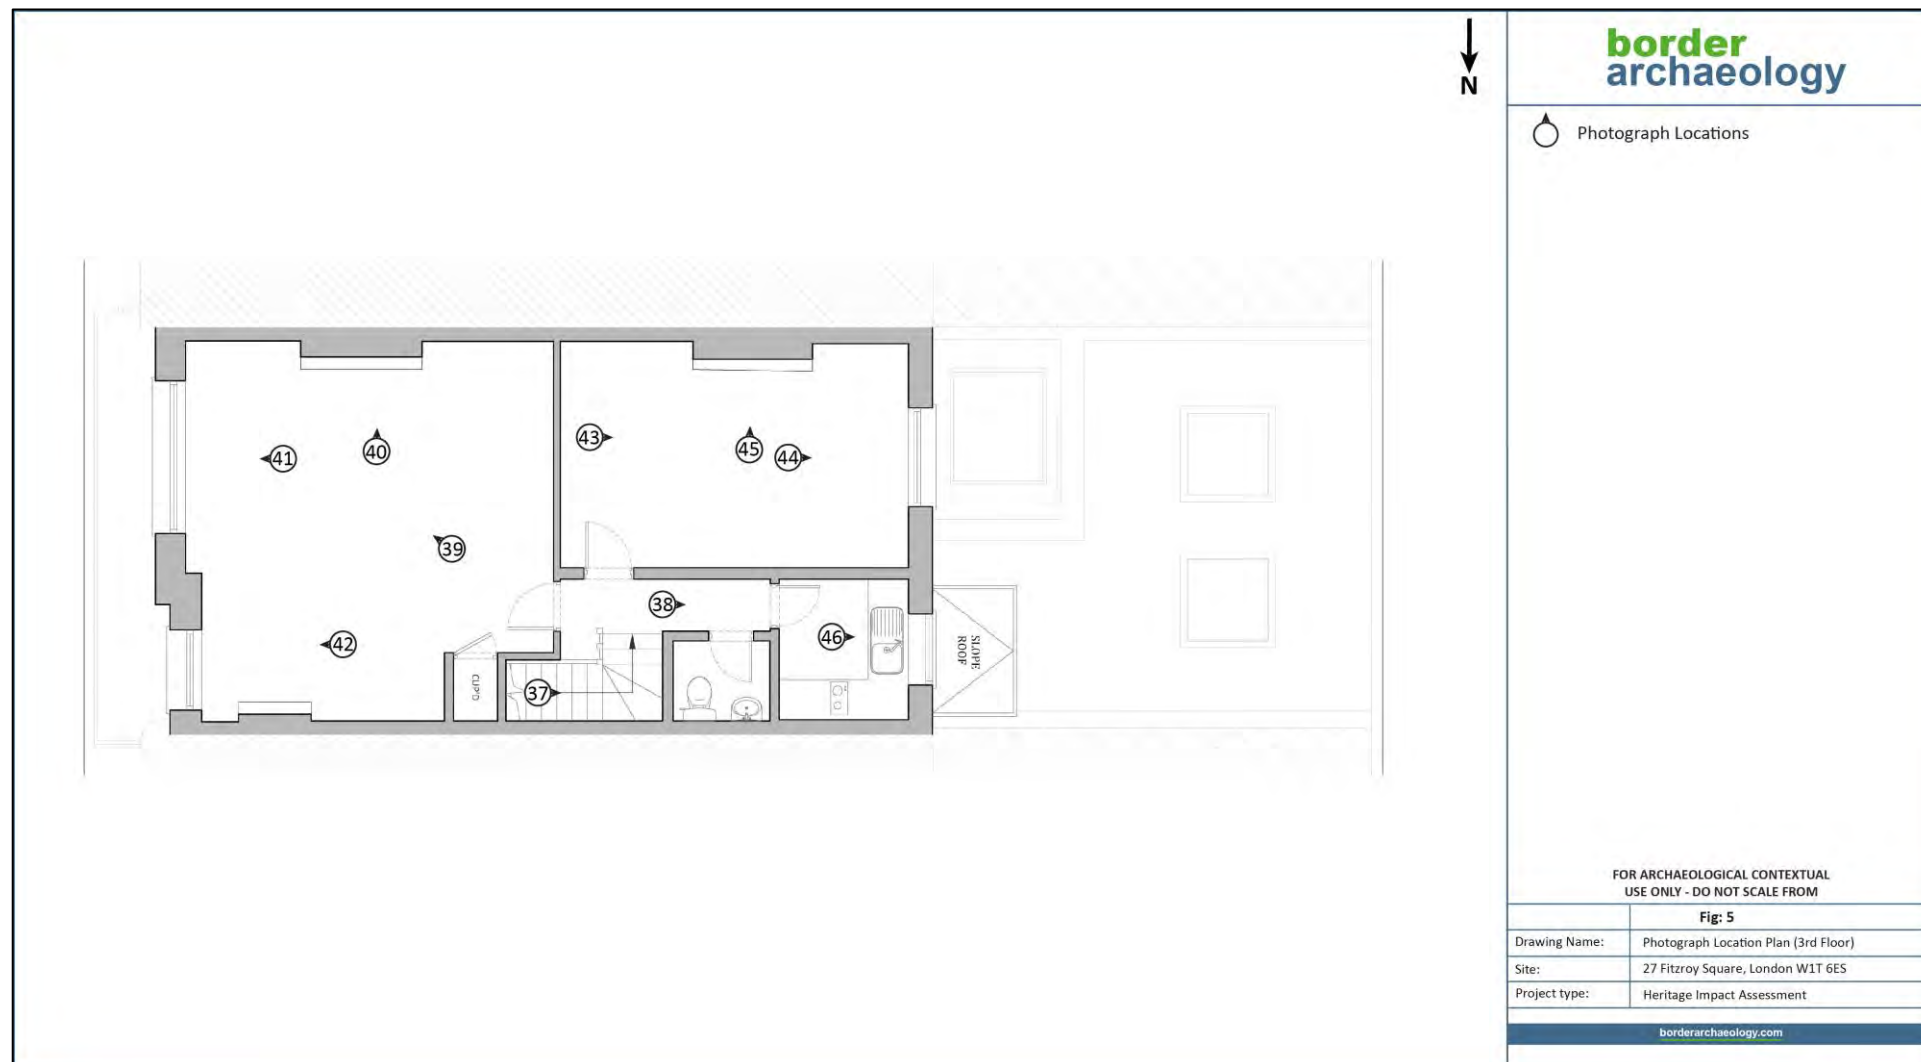 N
border
archaeology
Photograph Locations
41
40
43
45
44
39
38
42
46
37
CUP'D
SLOPE
ROOF
FOR ARCHAEOLOGICAL CONTEXTUAL
USE ONLY - DO NOT SCALE FROM
Fig: 5
Drawing Name: Photograph Location Plan (3rd Floor)
Site: 27 Fitzroy Square, London W1T 6ES
Project type: Heritage Impact Assessment
borderarchaeology.com